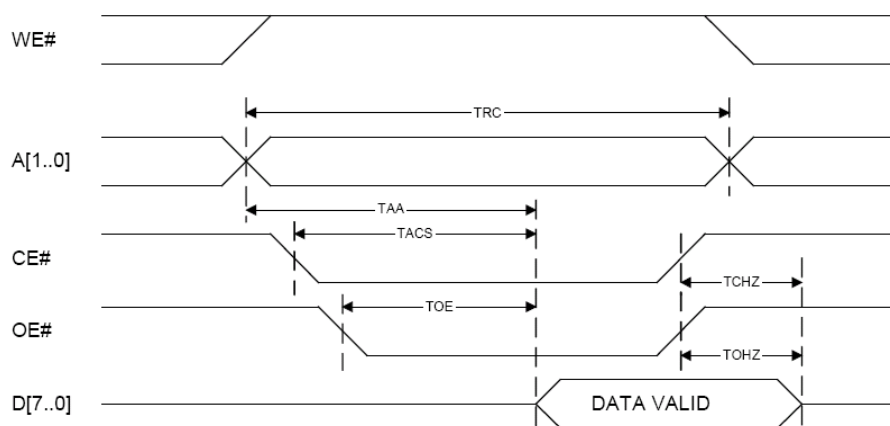 WE#
TRC
A[1..0]
TAA
TACS
CE#
TCHZ
TOE
OE#
TOHZ
D[7..0]
DATA VALID